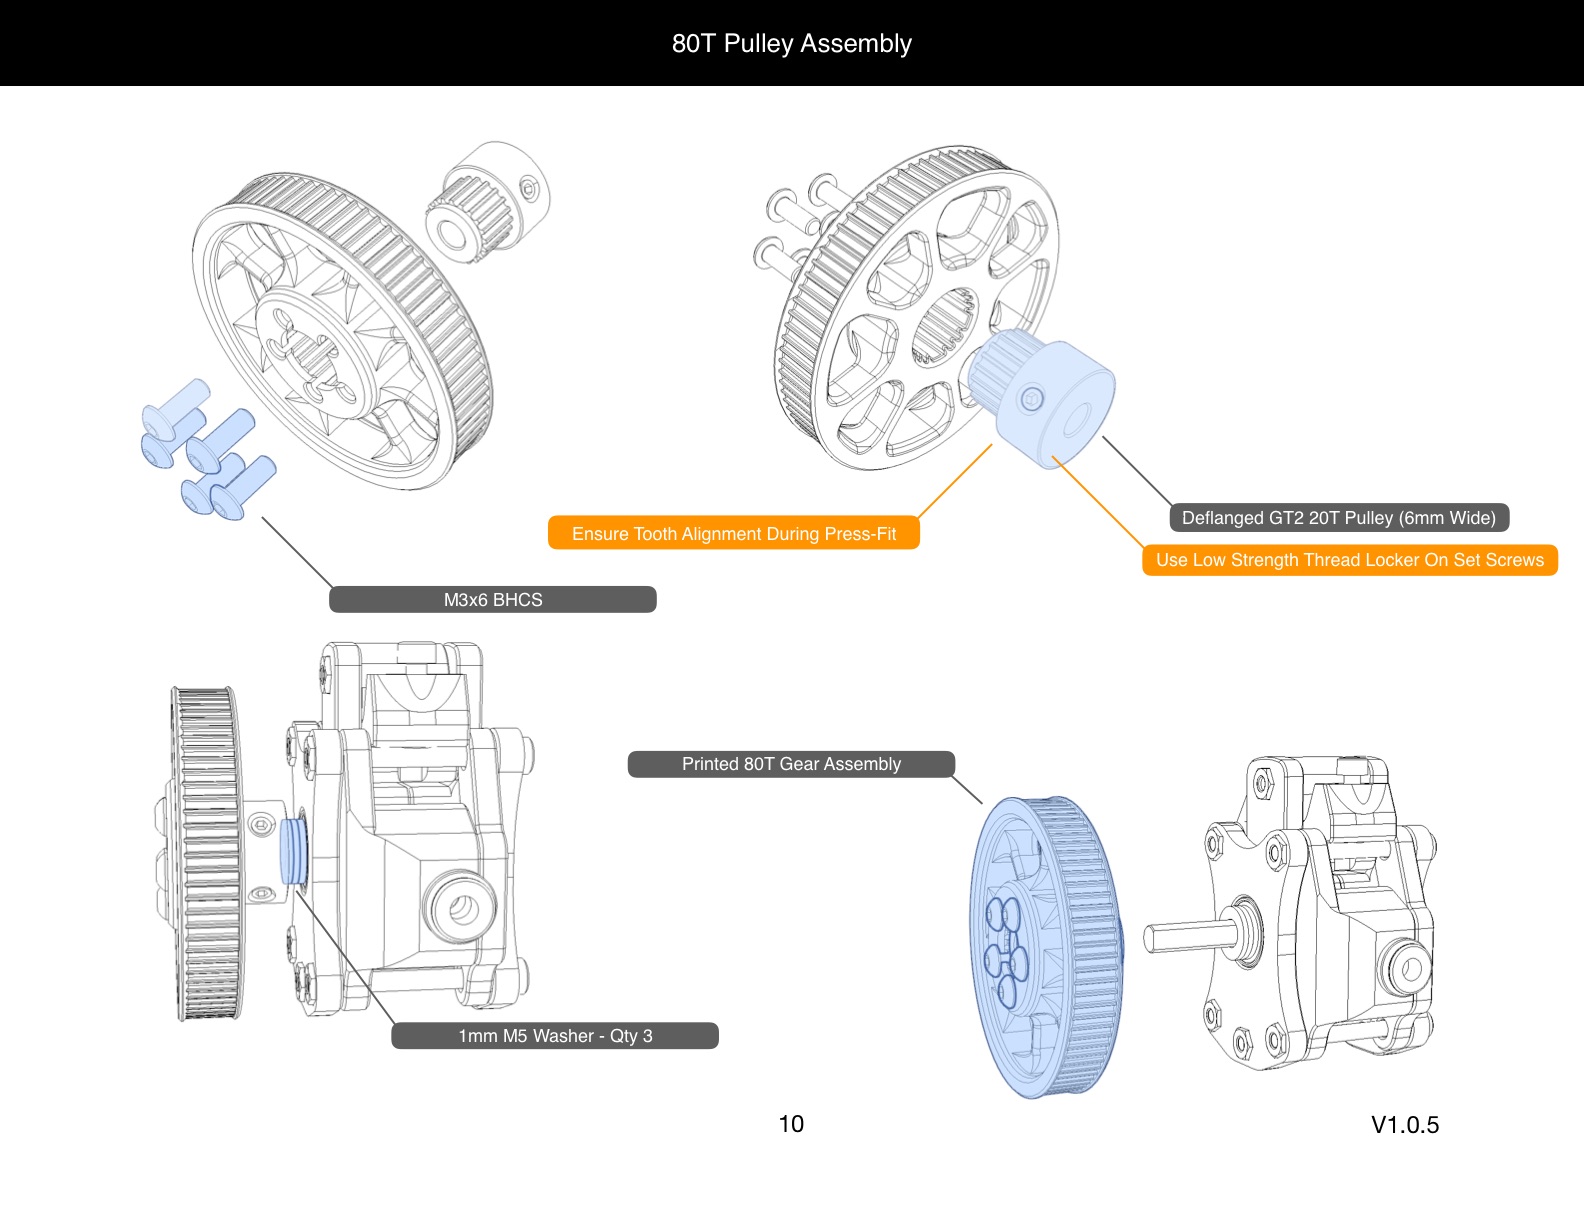 80T Pulley Assembly
Deflanged GT2 20T Pulley (6mm Wide)
Ensure Tooth Alignment During Press-Fit
Use Low Strength Thread Locker On Set Screws
M3x6 BHCS
Printed 80T Gear Assembly
1mm M5 Washer - Qty 3
10
V1.0.5